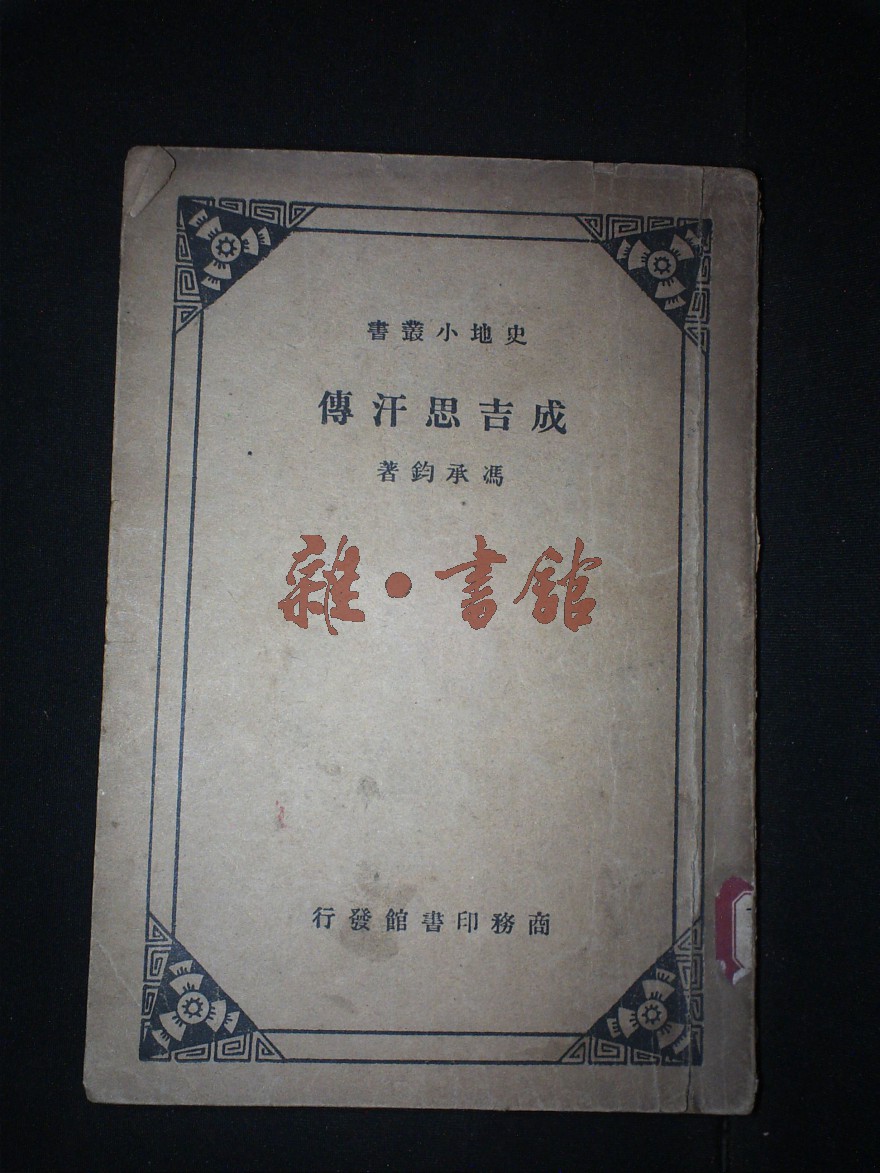 史地小叢書
成吉思汗傳
馮承鈞著
雜·書館
商務印書館發行